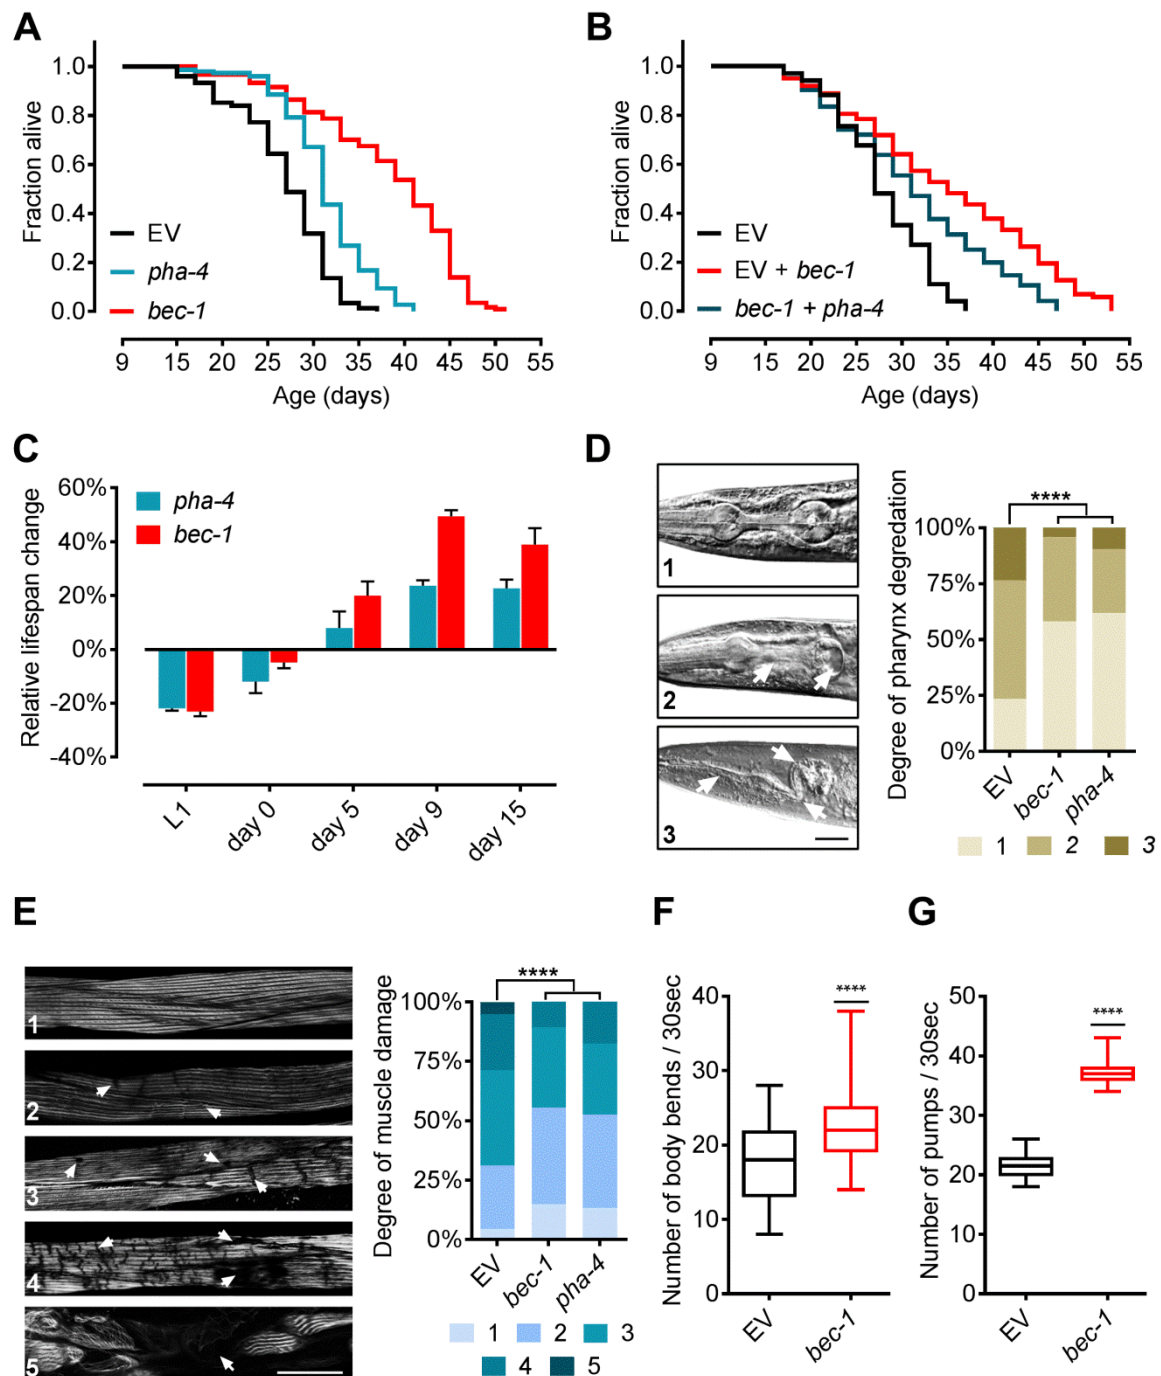 A
Fraction alive
1.0
0.8
0.6
0.4
0.2
0.0
EV
pha-4
bec-1
9 15 20 25 30 35 40 45 50 55
Age (days)
B
Fraction alive
1.0
0.8
0.6
0.4
0.2
0.0
EV
EV + bec-1
bec-1 + pha-4
9 15 20 25 30 35 40 45 50 55
Age (days)
C
Relative lifespan change
60%
40%
20%
0%
-20%
-40%
pha-4
bec-1
L1 day 0 day 5 day 9 day 15
D
1
2
3
Degree of pharynx degredation
****
100%
75%
50%
25%
0%
EV bec-1 pha-4
1 2 3
E
1
2
3
4
5
Degree of muscle damage
****
100%
75%
50%
25%
0%
EV bec-1 pha-4
1 2 3
4 5
F
Number of body bends / 30sec
40
30
20
10
0
****
EV bec-1
G
Number of pumps / 30sec
50
40
30
20
10
0
****
EV bec-1